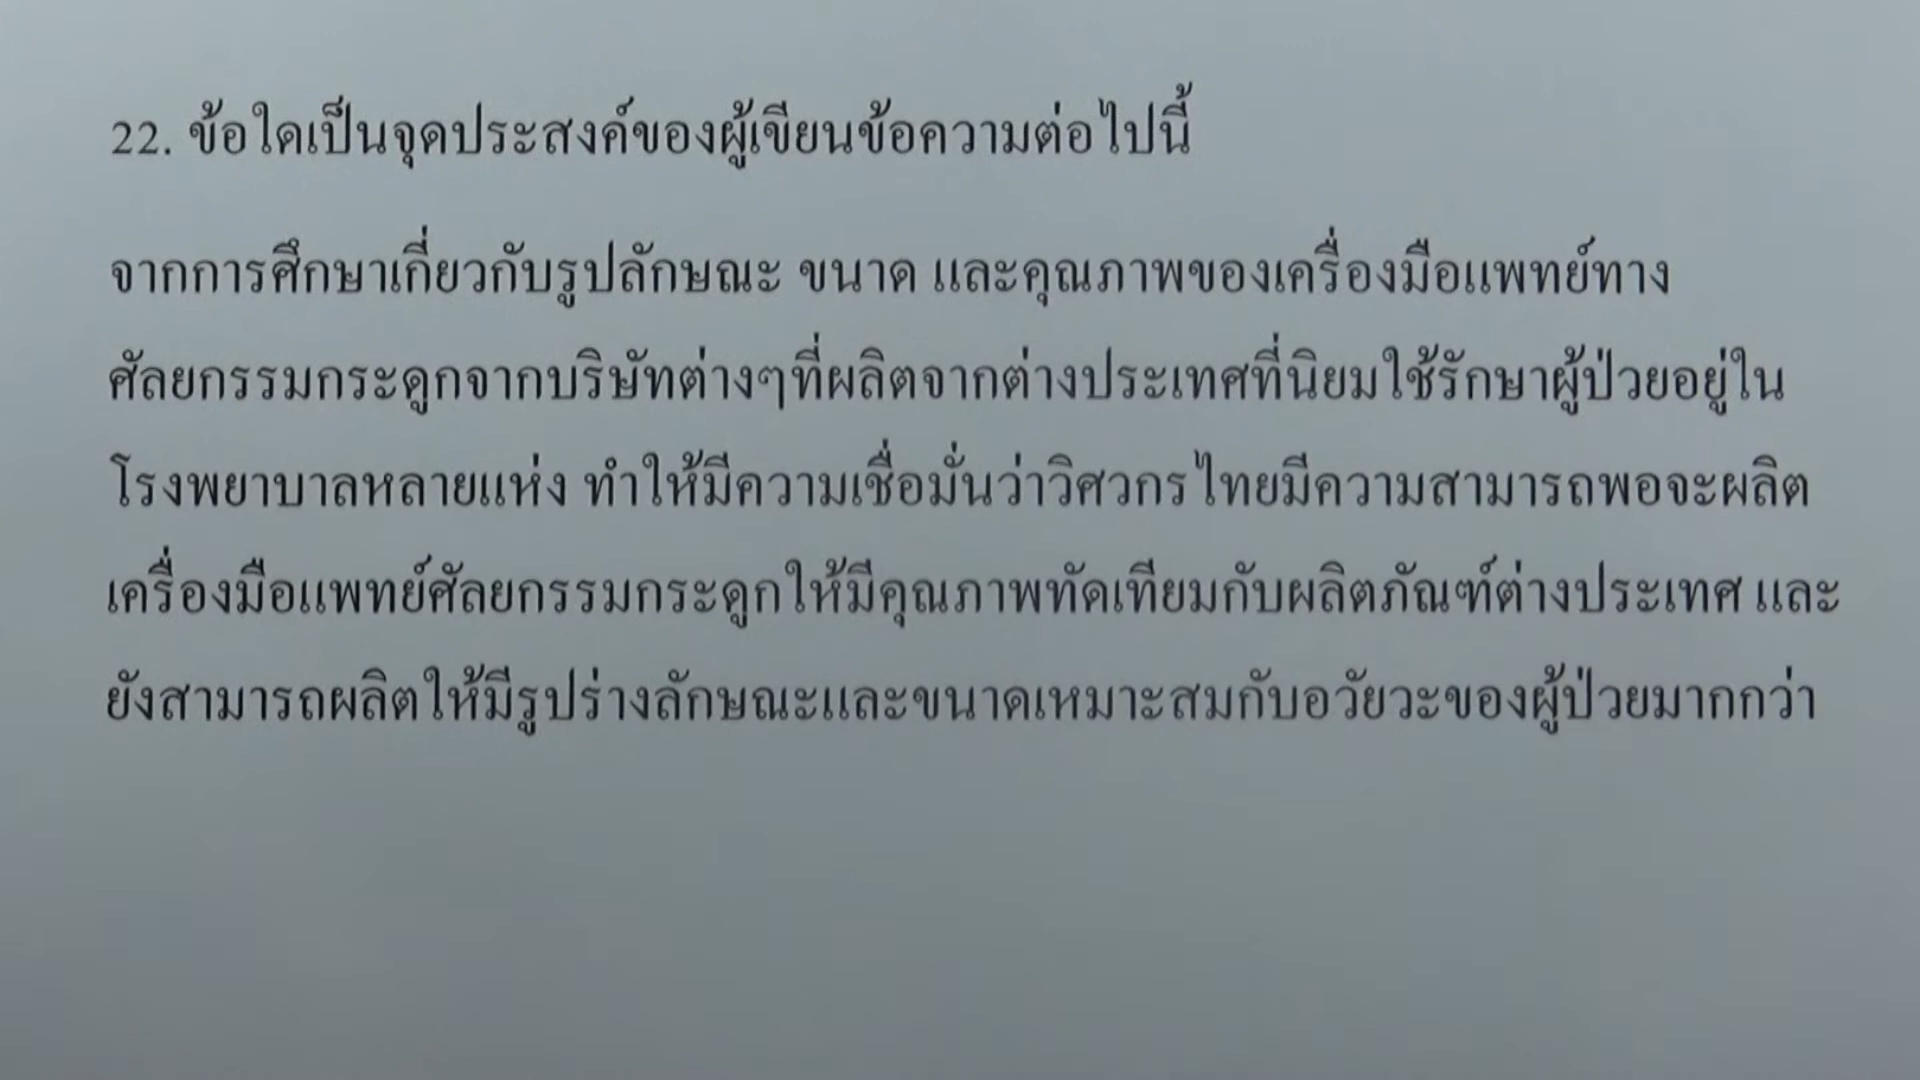 22. ข้อใดเป็นจุดประสงค์ของผู้เขียนข้อความต่อไปนี้
จากการศึกษาเกี่ยวกับรูปลักษณะ ขนาด และคุณภาพของเครื่องมือแพทย์ทาง
ศัลยกรรมกระดูกจากบริษัทต่างๆที่ผลิตจากต่างประเทศที่นิยมใช้รักษาผู้ป่วยอยู่ใน
โรงพยาบาลหลายแห่ง ทำให้มีความเชื่อมั่นว่าวิศวกรไทยมีความสามารถพอจะผลิต
เครื่องมือแพทย์ศัลยกรรมกระดูกให้มีคุณภาพทัดเทียมกับผลิตภัณฑ์ต่างประเทศ และ
ยังสามารถผลิตให้มีรูปร่างลักษณะและขนาดเหมาะสมกับอวัยวะของผู้ป่วยมากกว่า